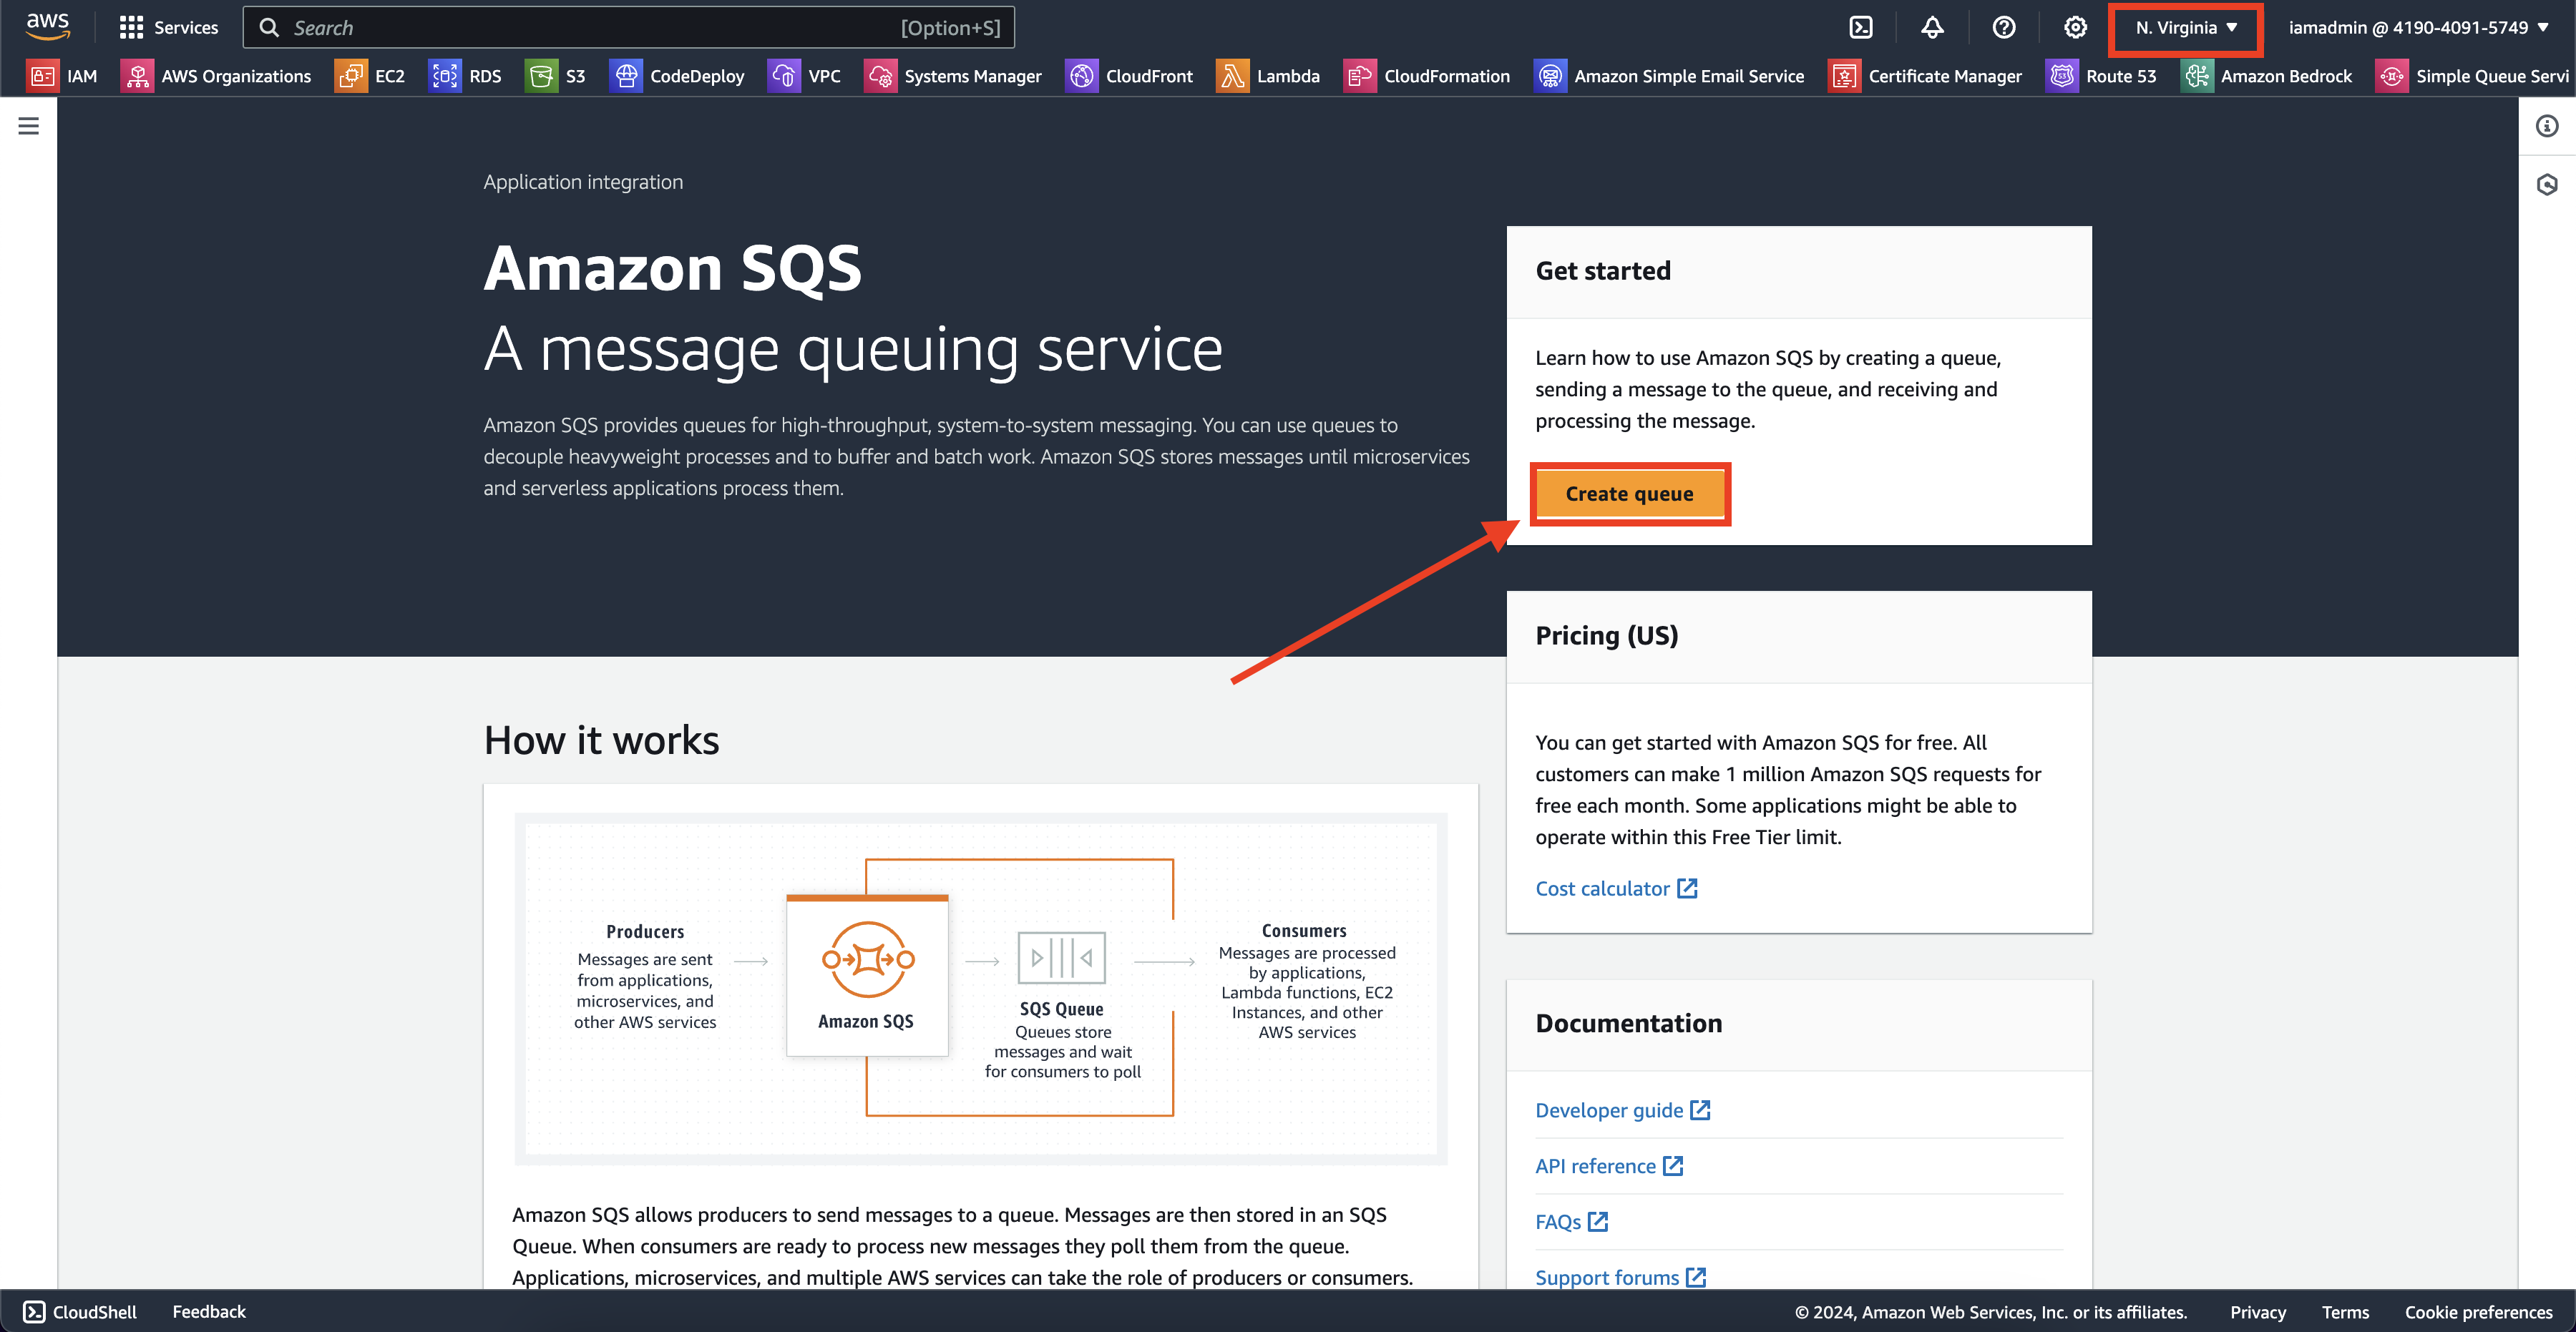 aws
Services
Search
[Option+S]
N. Virginia
iamadmin @ 4190-4091-5749
IAM
AWS Organizations
EC2
RDS
S3
CodeDeploy
VPC
Systems Manager
CloudFront
Lambda
CloudFormation
Amazon Simple Email Service
Certificate Manager
Route 53
Amazon Bedrock
Simple Queue Servi
Application integration
Amazon SQS
A message queuing service
Amazon SQS provides queues for high-throughput, system-to-system messaging. You can use queues to
decouple heavyweight processes and to buffer and batch work. Amazon SQS stores messages until microservices
and serverless applications process them.
Get started
Learn how to use Amazon SQS by creating a queue,
sending a message to the queue, and receiving and
processing the message.
Create queue
Pricing (US)
You can get started with Amazon SQS for free. All
customers can make 1 million Amazon SQS requests for
free each month. Some applications might be able to
operate within this Free Tier limit.
Cost calculator
How it works
Producers
Messages are sent
from applications,
microservices, and
other AWS services
Amazon SQS
SQS Queue
Queues store
messages and wait
for consumers to poll
Consumers
Messages are processed
by applications,
Lambda functions, EC2
Instances, and other
AWS services
Amazon SQS allows producers to send messages to a queue. Messages are then stored in an SQS
Queue. When consumers are ready to process new messages they poll them from the queue.
Applications, microservices, and multiple AWS services can take the role of producers or consumers.
Documentation
Developer guide
API reference
FAQs
Support forums
CloudShell
Feedback
© 2024, Amazon Web Services, Inc. or its affiliates.
Privacy
Terms
Cookie preferences